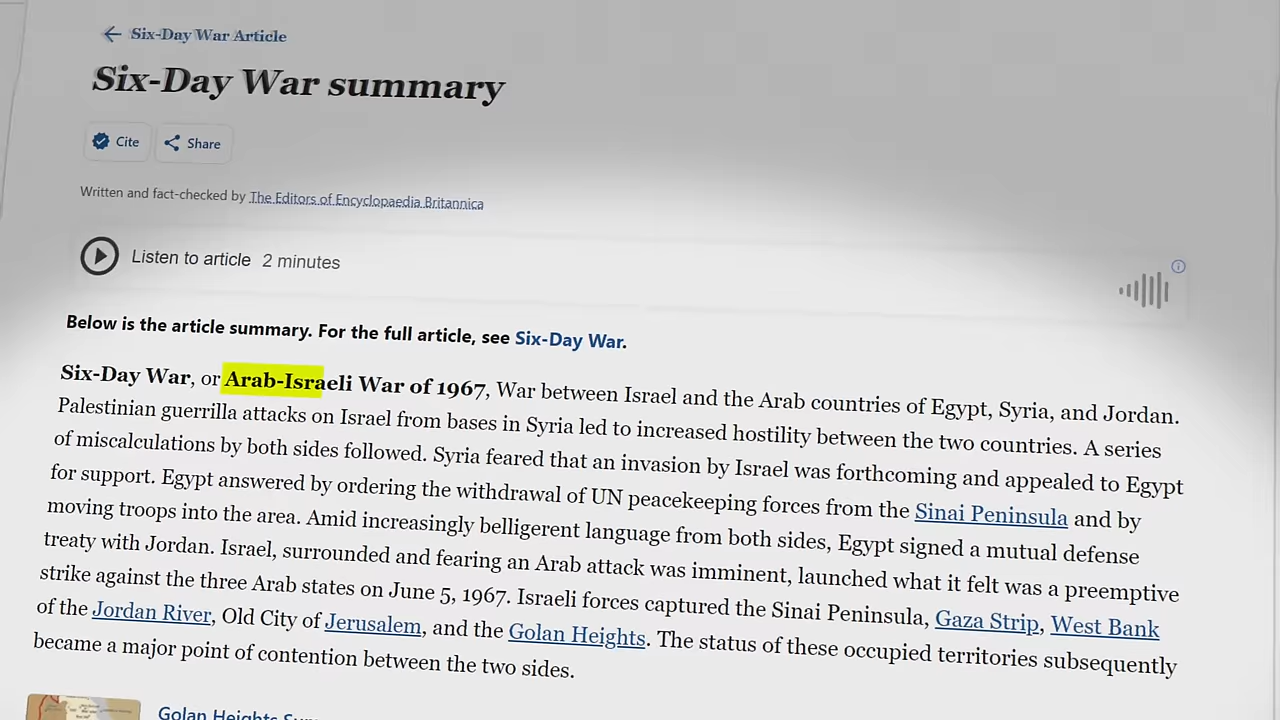 Six-Day War Article
Six-Day War summary
Cite
Share
Written and fact-checked by The Editors of Encyclopaedia Britannica
Listen to article 2 minutes
Below is the article summary. For the full article, see Six-Day War.
Six-Day War, or Arab-Israeli War of 1967, War between Israel and the Arab countries of Egypt, Syria, and Jordan.
Palestinian guerrilla attacks on Israel from bases in Syria led to increased hostility between the two countries. A series
of miscalculations by both sides followed. Syria feared that an invasion by Israel was forthcoming and appealed to Egypt
for support. Egypt answered by ordering the withdrawal of UN peacekeeping forces from the Sinai Peninsula and by
moving troops into the area. Amid increasingly belligerent language from both sides, Egypt signed a mutual defense
treaty with Jordan. Israel, surrounded and fearing an Arab attack was imminent, launched what it felt was a preemptive
strike against the three Arab states on June 5, 1967. Israeli forces captured the Sinai Peninsula, Gaza Strip, West Bank
of the Jordan River, Old City of Jerusalem, and the Golan Heights. The status of these occupied territories subsequently
became a major point of contention between the two sides.
Golan Heights